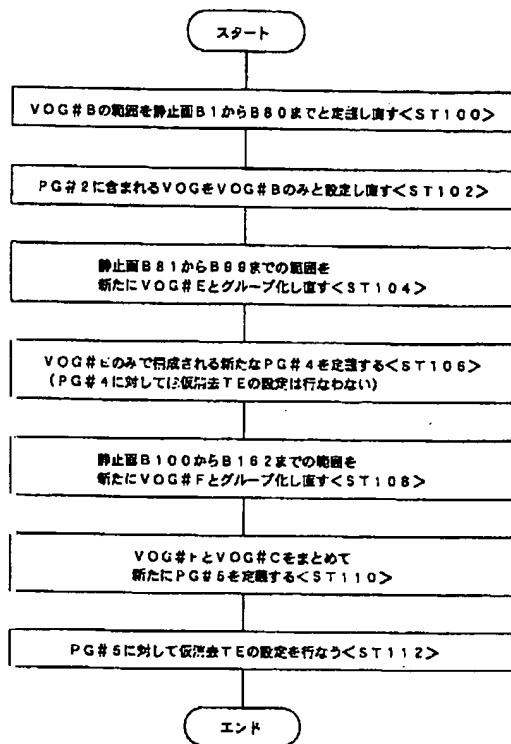 スタート
VOG#Bの範囲を静止画B1からB80までと定義し直す<ST100>
PG#2に含まれるVOGをVOG#Bのみと設定し直す<ST102>
静止画B81からB99までの範囲を
新たにVOG#Eとグループ化し直す<ST104>
VOG#Eのみで構成される新たなPG#4を定義する<ST106>
(PG#4に対しては仮消去TEの設定は行なわない)
静止画B100からB162までの範囲を
新たにVOG#Fとグループ化し直す<ST108>
VOG#FとVOG#Cをまとめて
新たにPG#5を定義する<ST110>
PG#5に対して仮消去TEの設定を行なう<ST112>
エンド